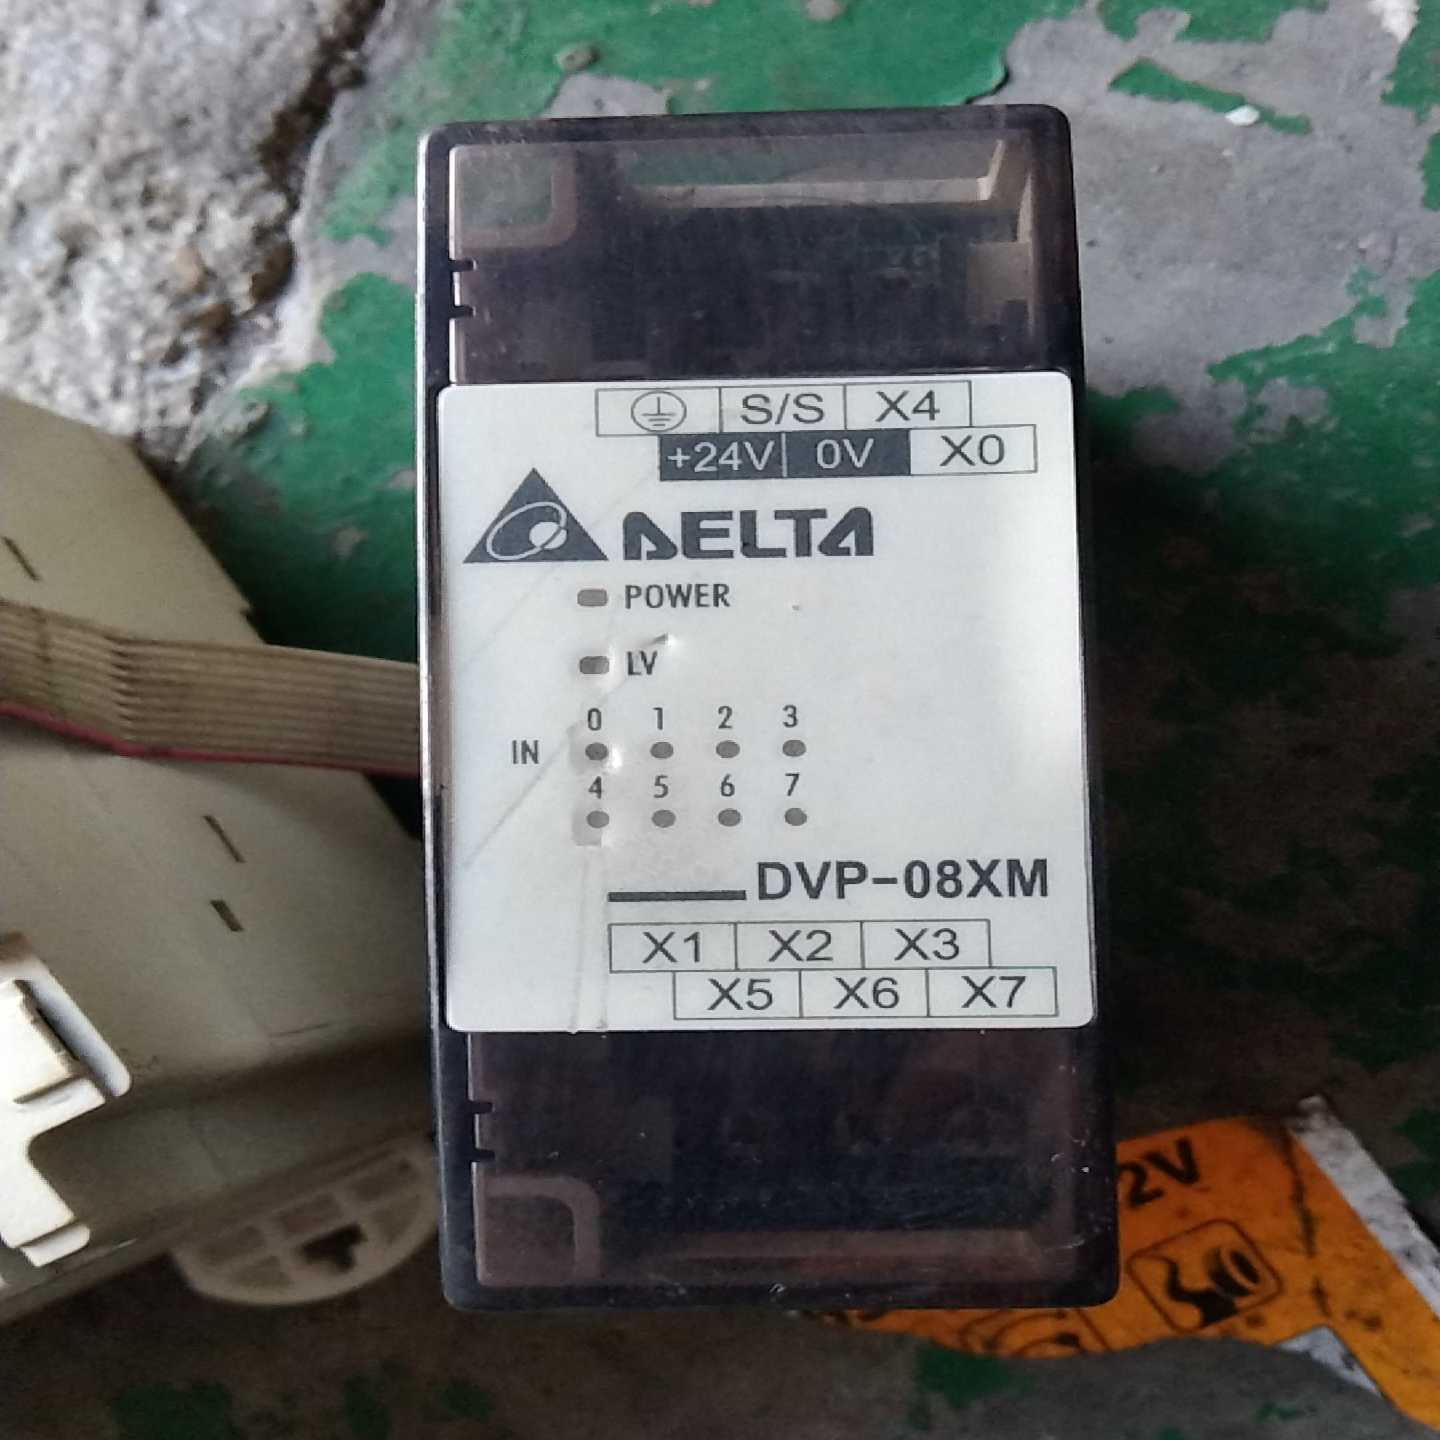 S/S X4
+24V 0V X0
DELTA
POWER
LV
0 1 2 3
IN
4 5 6 7
DVP-08XM
X1 X2 X3
X5 X6 X7
2V